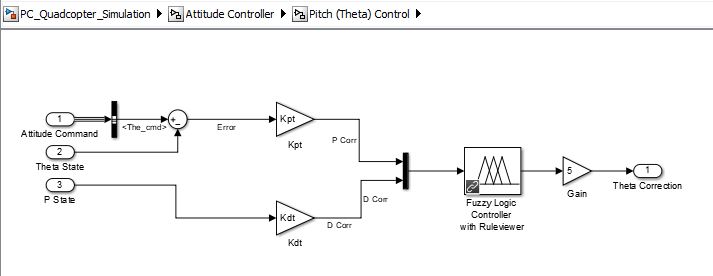 PC_Quadcopter_Simulation Attitude Controller Pitch (Theta) Control
1
Attitude Command
<The_cmd>
+
-
Error
Kpt
Kpt
P Corr
2
Theta State
3
P State
Kdt
Kdt
D Corr
D Corr
Fuzzy Logic
Controller
with Ruleviewer
5
Gain
1
Theta Correction